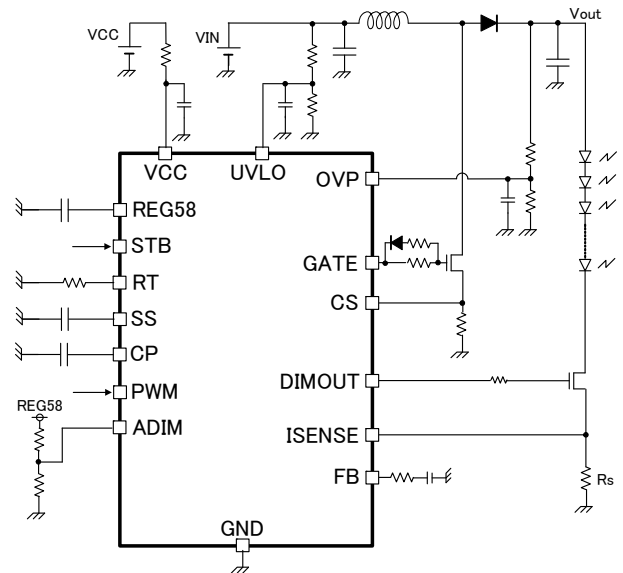 VCC
VIN
Vout
VCC
UVLO
OVP
REG58
STB
GATE
RT
CS
SS
CP
DIMOUT
PWM
REG58
ADIM
ISENSE
FB
Rs
GND